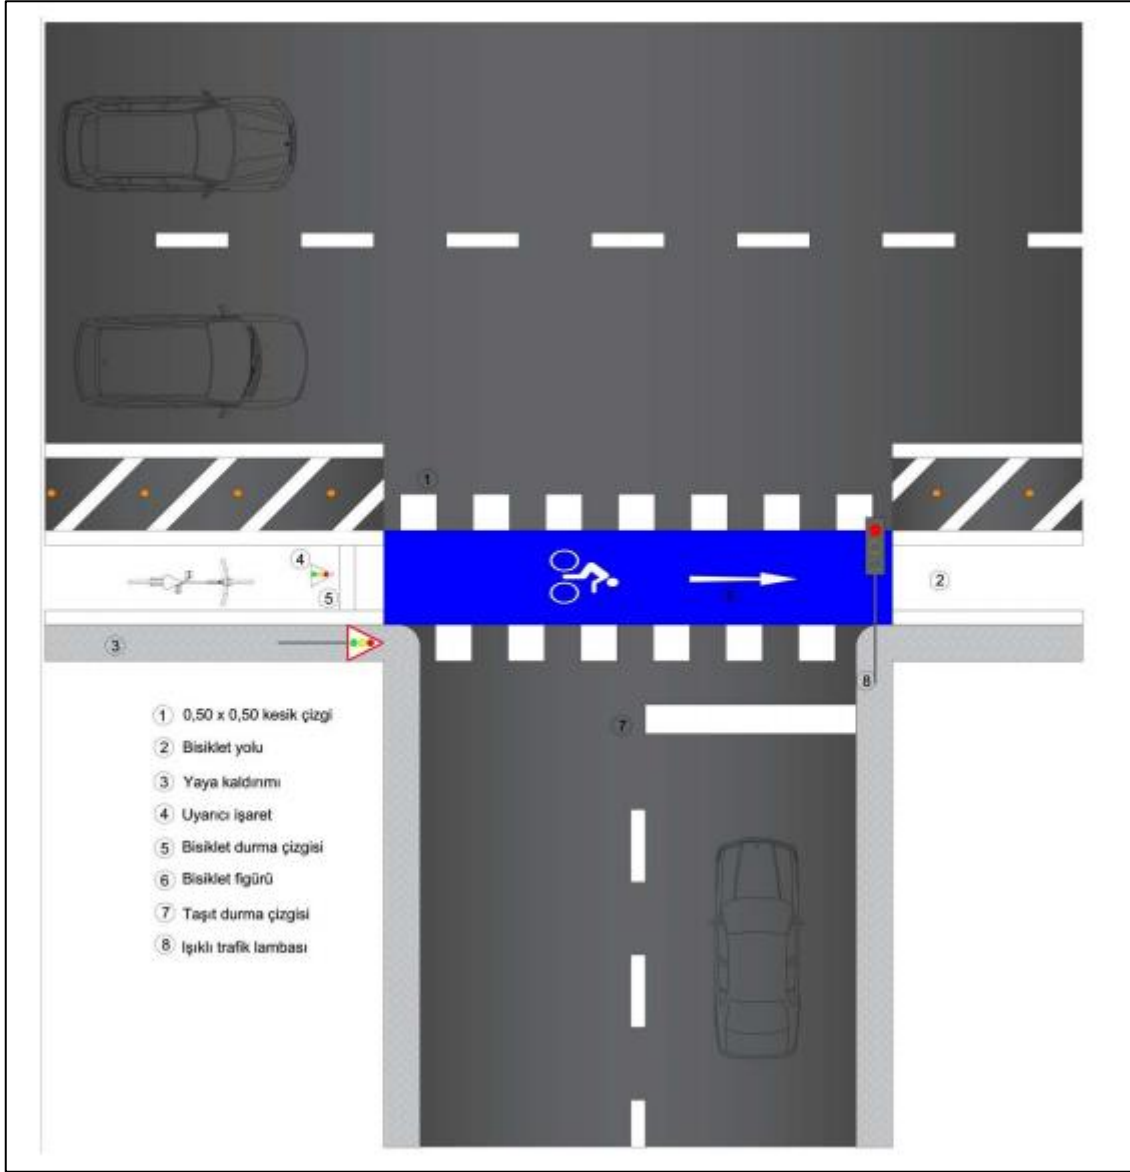 1
4
5
2
3
8
7
1 0,50 x 0,50 kesik çizgi
2 Bisiklet yolu
3 Yaya kaldırımı
4 Uyarıcı işaret
5 Bisiklet durma çizgisi
6 Bisiklet figürü
7 Taşıt durma çizgisi
8 Işıklı trafik lambası